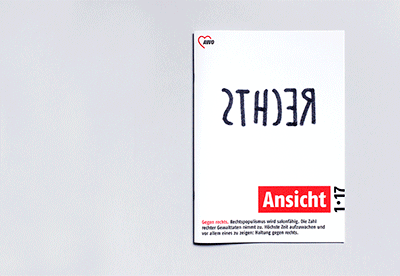 AWO
RECHTS
Ansicht
1·17
Gegen rechts. Rechtspopulismus wird salonfähig. Die Zahl
rechter Gewalttaten nimmt zu. Höchste Zeit aufzuwachen und
vor allem eines zu zeigen: Haltung gegen rechts.